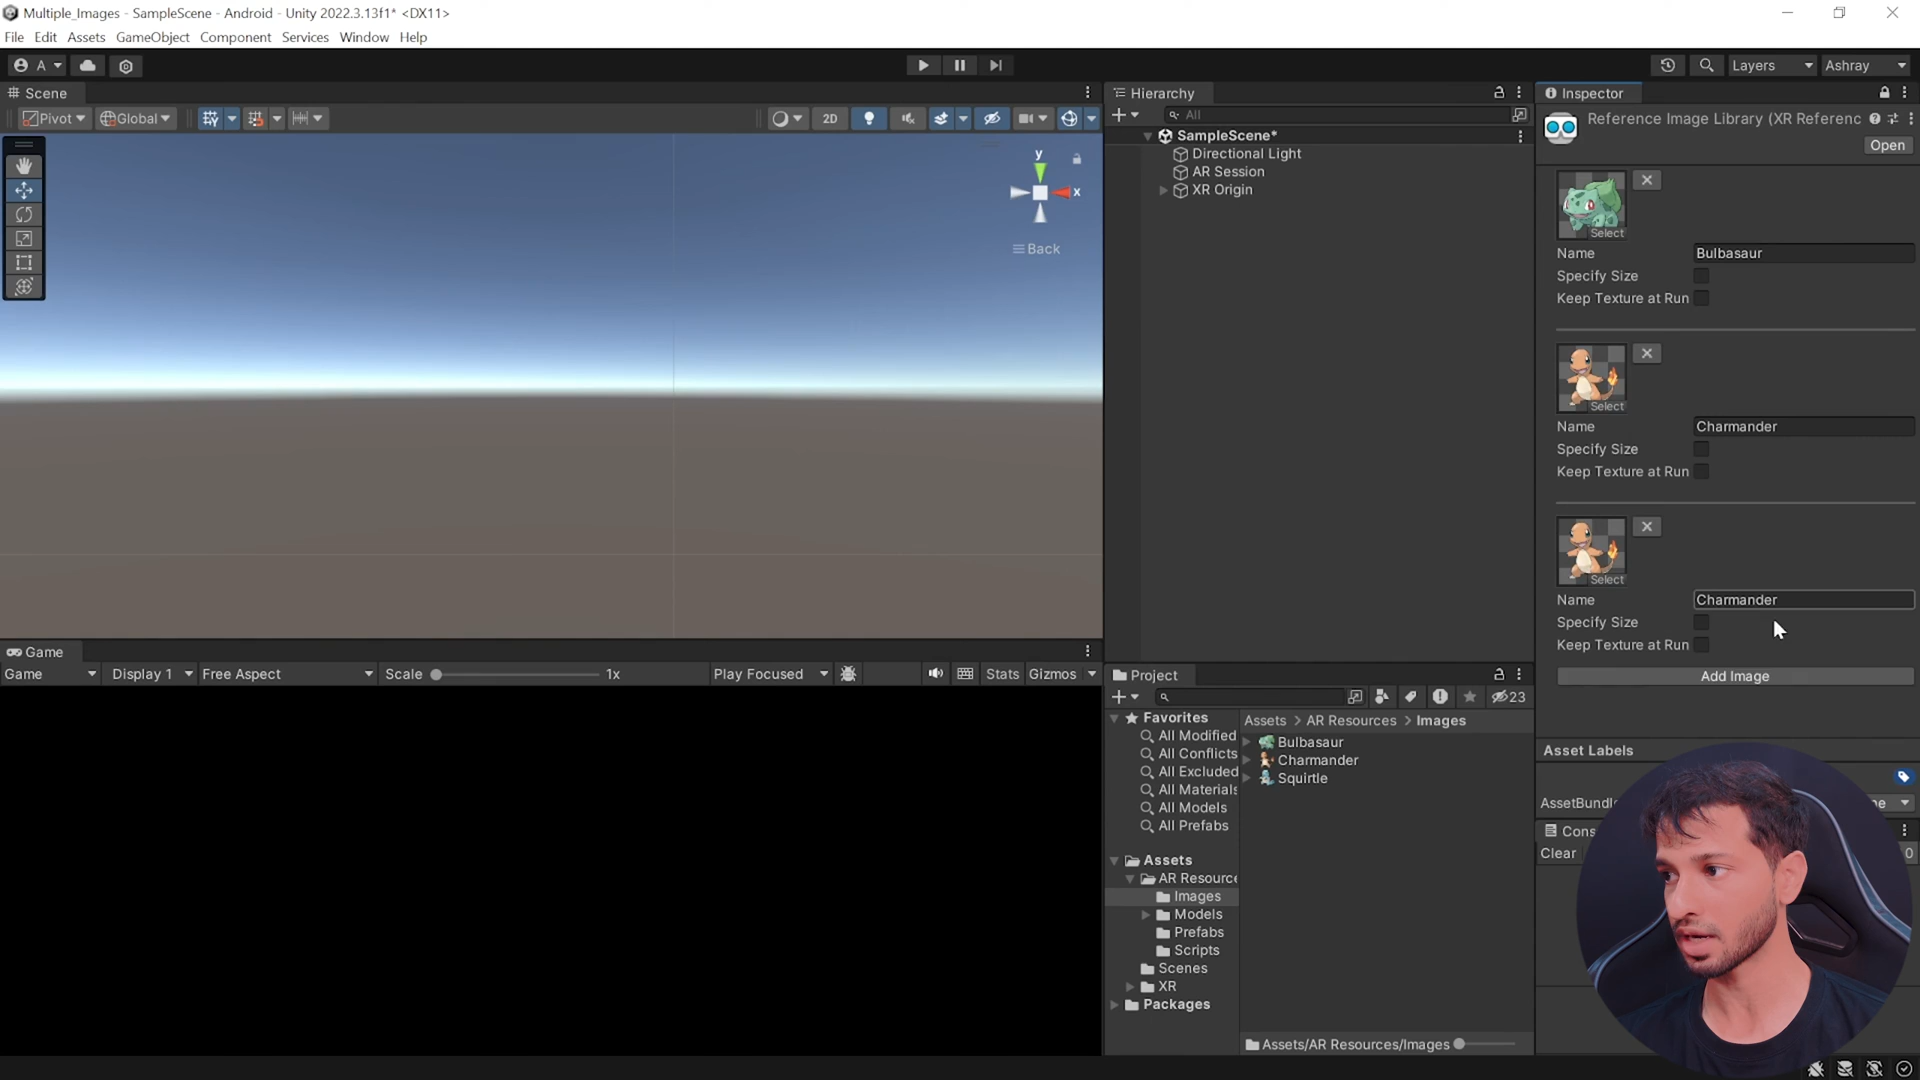 Multiple_Images - SampleScene - Android - Unity 2022.3.13f1* <DX11>
File Edit Assets GameObject Component Services Window Help
A
Layers
Ashray
Scene
Pivot Global
2D
y
x
Back
Game
Game Display 1 Free Aspect Scale 1x Play Focused Stats Gizmos
Hierarchy
All
SampleScene*
Directional Light
AR Session
XR Origin
Project
23
Favorites
All Modified
All Conflicts
All Excluded
All Materials
All Models
All Prefabs
Assets
AR Resource
Images
Models
Prefabs
Scripts
Scenes
XR
Packages
Assets > AR Resources > Images
Bulbasaur
Charmander
Squirtle
Assets/AR Resources/Images
Inspector
Reference Image Library (XR Referenc
Open
Select
Name Bulbasaur
Specify Size
Keep Texture at Run
Select
Name Charmander
Specify Size
Keep Texture at Run
Select
Name Charmander
Specify Size
Keep Texture at Run
Add Image
Asset Labels
AssetBundl
Cons
Clear
0